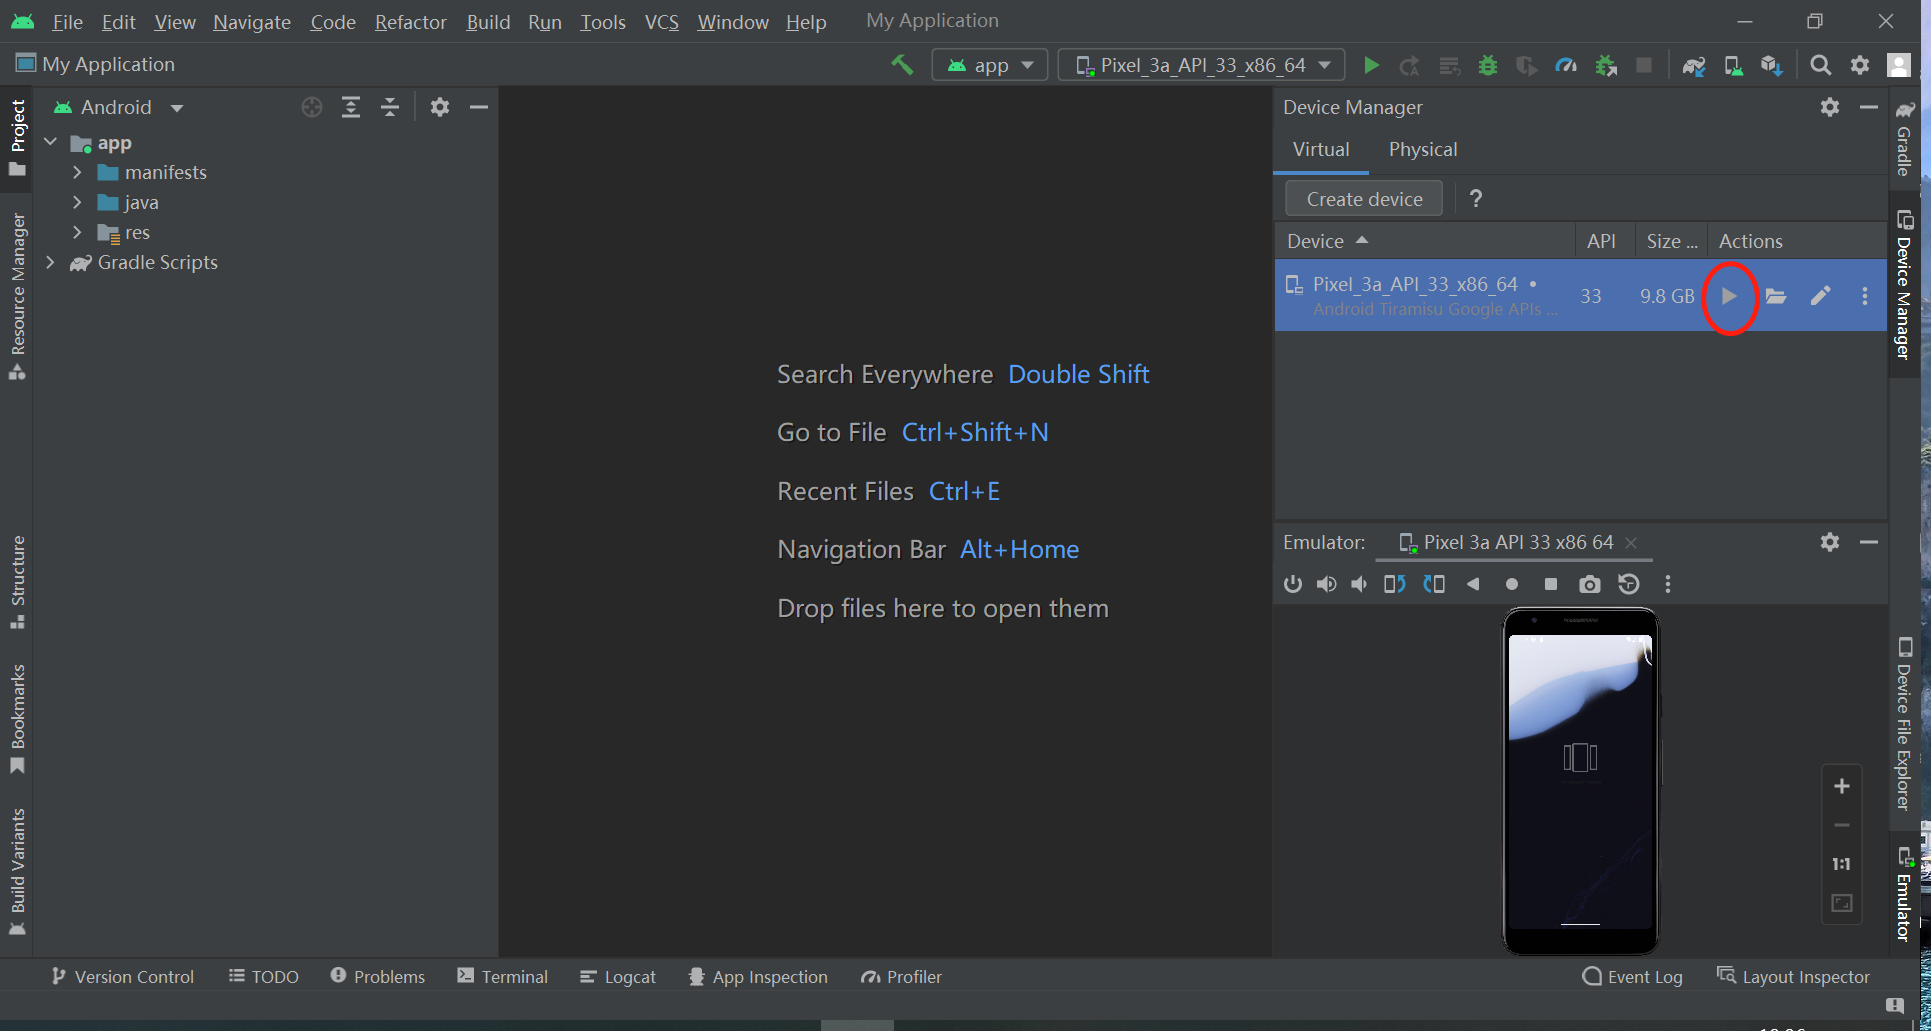 File Edit View Navigate Code Refactor Build Run Tools VCS Window Help My Application
My Application
app
Pixel_3a_API_33_x86_64
Project
Resource Manager
Structure
Bookmarks
Build Variants
Android
app
manifests
java
res
Gradle Scripts
Search Everywhere Double Shift
Go to File Ctrl+Shift+N
Recent Files Ctrl+E
Navigation Bar Alt+Home
Drop files here to open them
Device Manager
Virtual Physical
Create device ?
Device API Size ... Actions
Pixel_3a_API_33_x86_64 • 33 9.8 GB
Android Tiramisu Google APIs ...
Emulator: Pixel 3a API 33 x86 64
1:1
Gradle
Device Manager
Device File Explorer
Emulator
Version Control TODO Problems Terminal Logcat App Inspection Profiler Event Log Layout Inspector